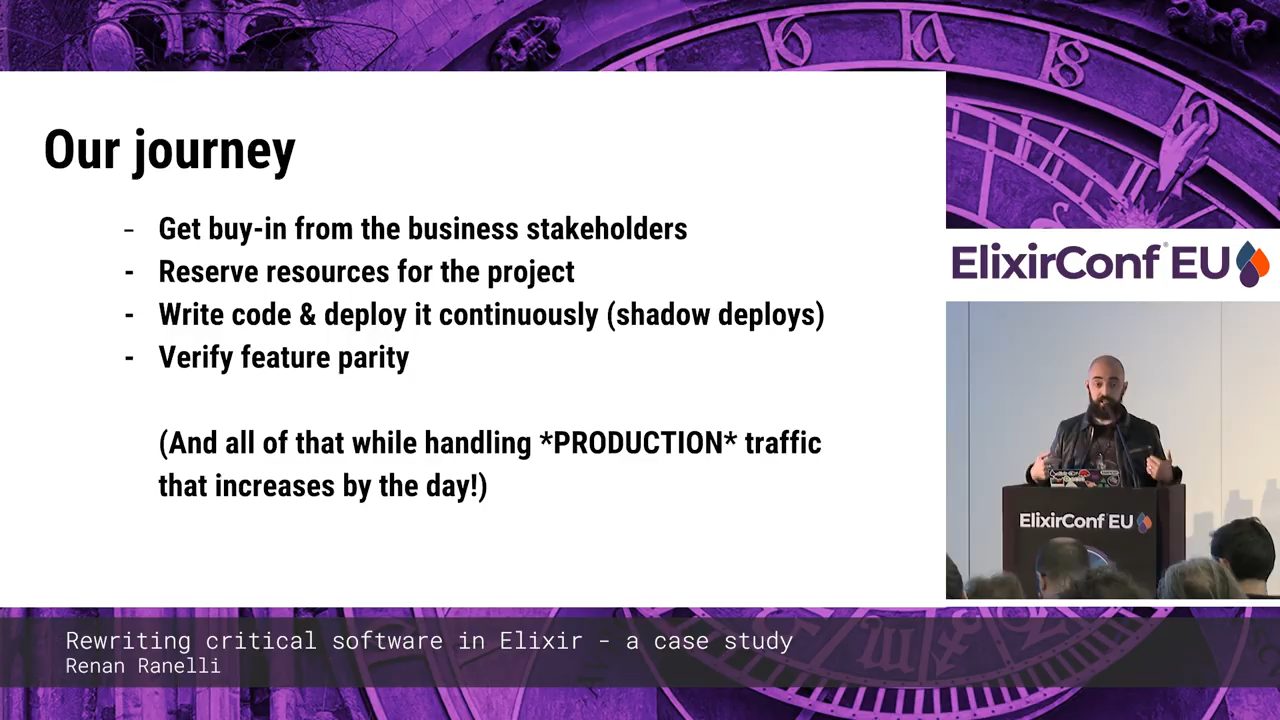 Our journey
- Get buy-in from the business stakeholders
- Reserve resources for the project
- Write code & deploy it continuously (shadow deploys)
- Verify feature parity
(And all of that while handling *PRODUCTION* traffic
that increases by the day!)
ElixirConf® EU
ElixirConf EU
Rewriting critical software in Elixir - a case study
Renan Ranelli